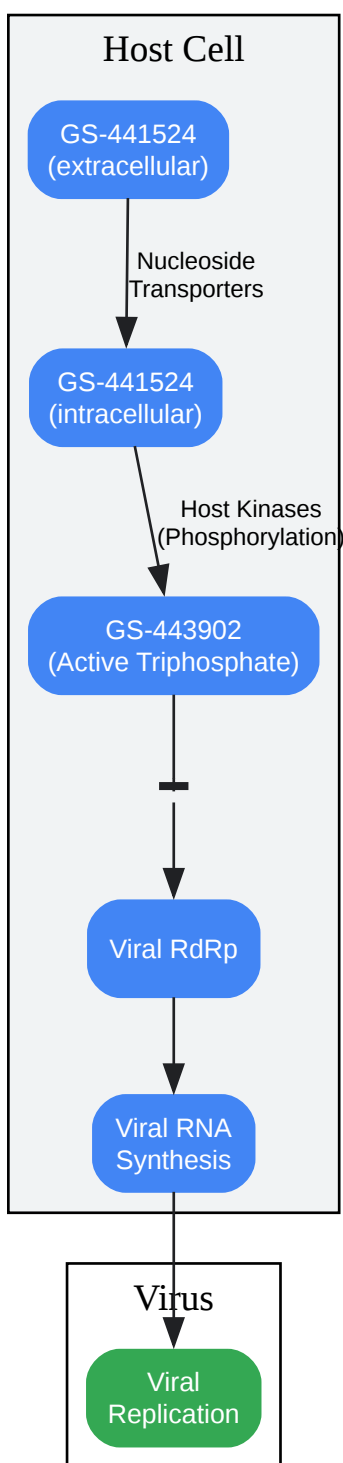 Host Cell
GS-441524
(extracellular)
Nucleoside
Transporters
GS-441524
(intracellular)
Host Kinases
(Phosphorylation)
GS-443902
(Active Triphosphate)
Viral RdRp
Viral RNA
Synthesis
Virus
Viral
Replication